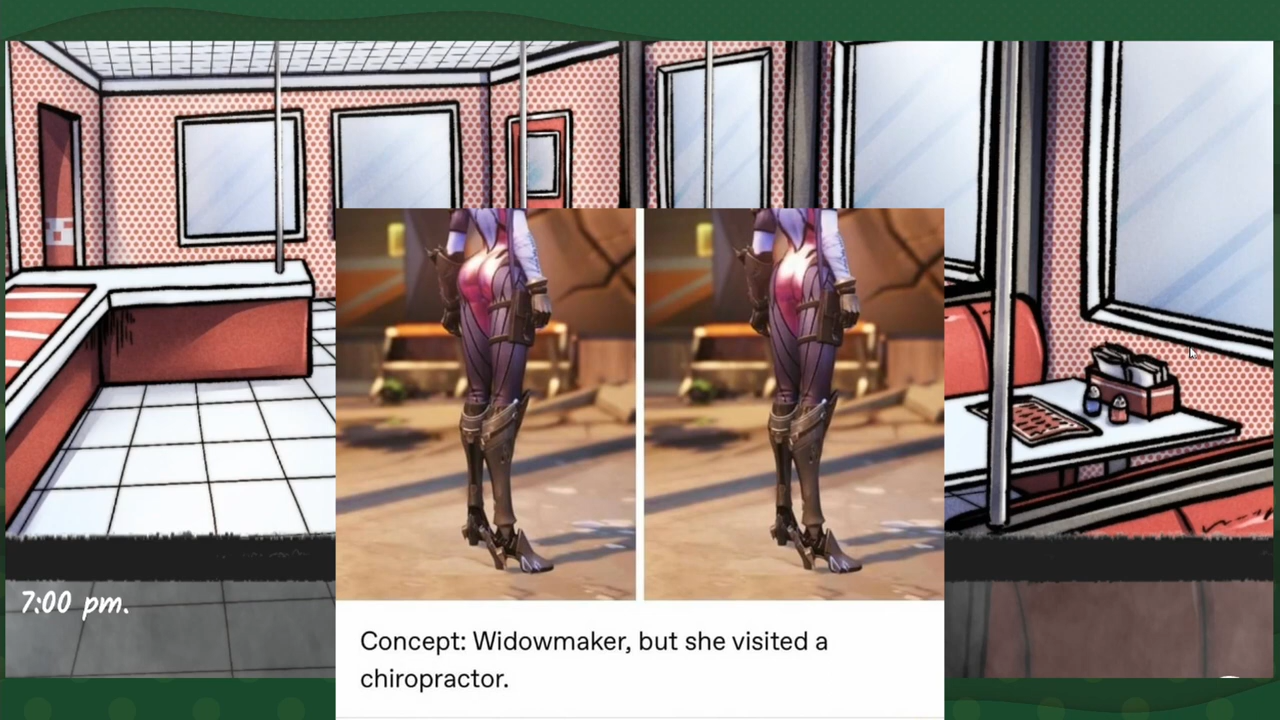 7:00 pm.
Concept: Widowmaker, but she visited a
chiropractor.